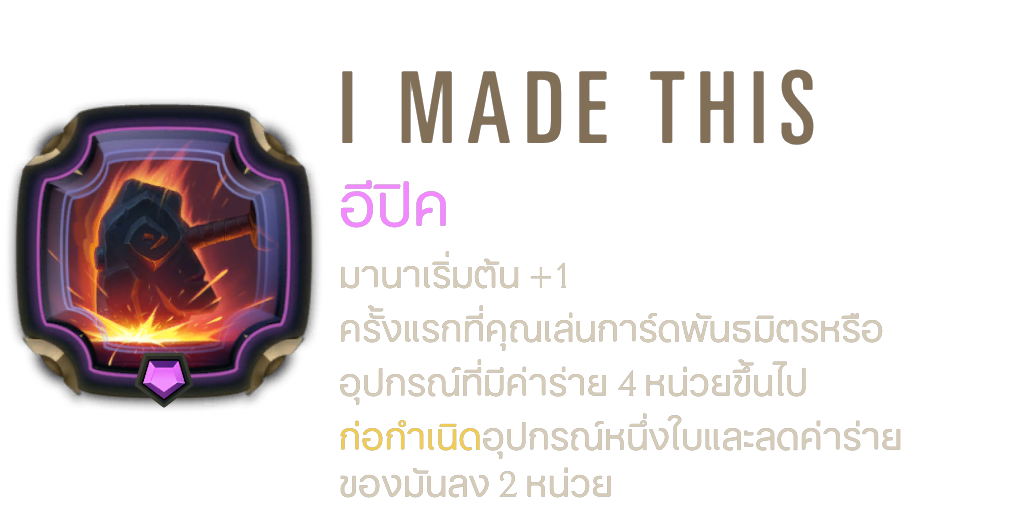 I MADE THIS
อีปิค
มานาเริ่มต้น +1
ครั้งแรกที่คุณเล่นการ์ดพันธมิตรหรือ
อุปกรณ์ที่มีค่าร่าย 4 หน่วยขึ้นไป
ก่อกำเนิดอุปกรณ์หนึ่งใบและลดค่าร่าย
ของมันลง 2 หน่วย